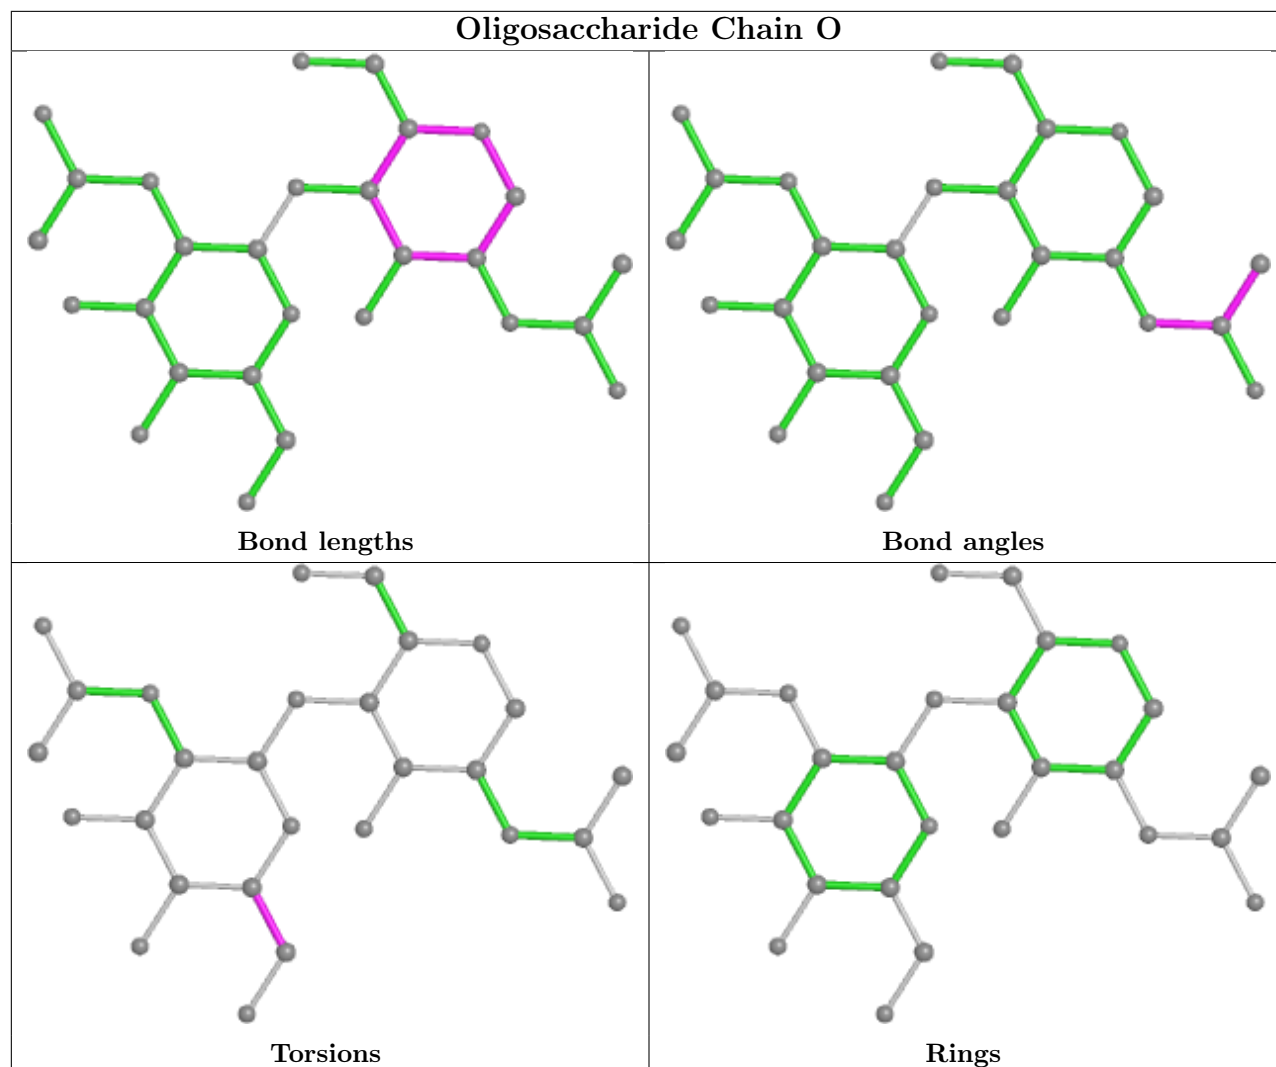 Oligosaccharide Chain O
Bond lengths
Bond angles
Torsions
Rings